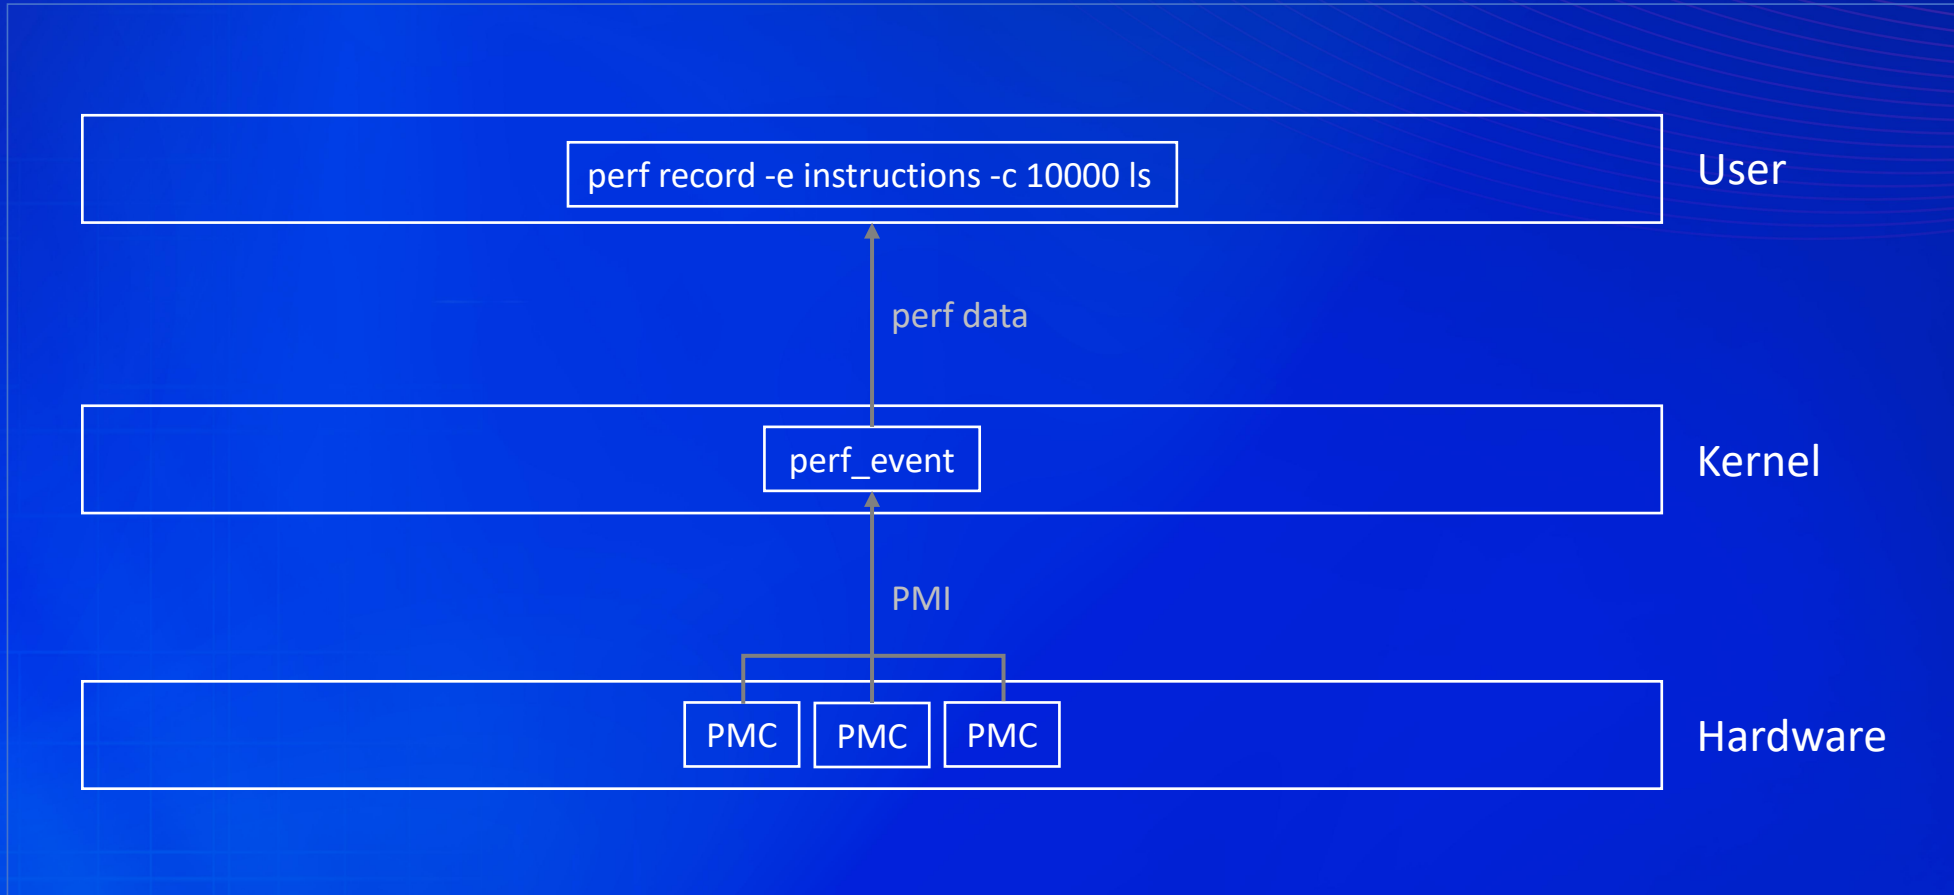 perf record -e instructions -c 10000 ls
User
perf data
perf_event
Kernel
PMI
PMC
PMC
PMC
Hardware